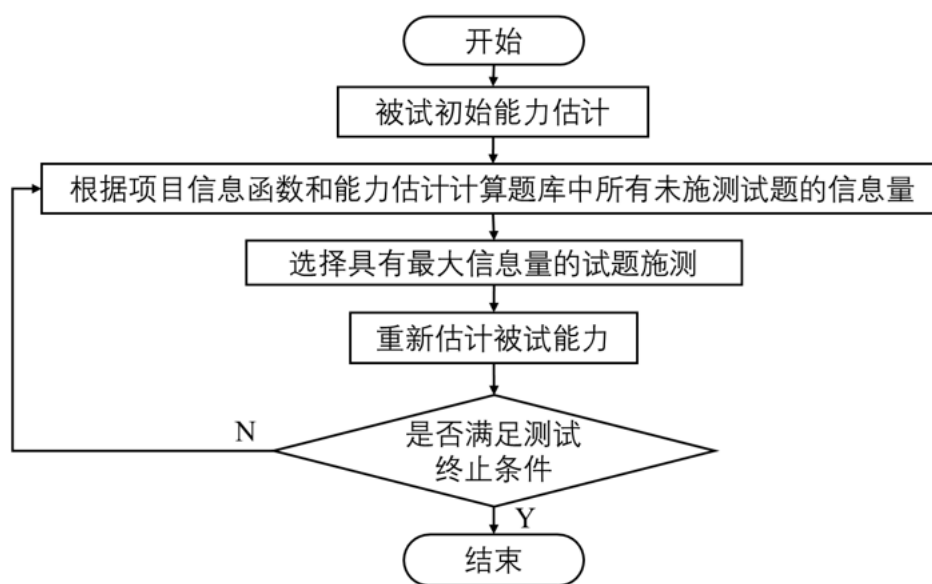 开始
被试初始能力估计
根据项目信息函数和能力估计计算题库中所有未施测试题的信息量
选择具有最大信息量的试题施测
重新估计被试能力
是否满足测试
终止条件
N
Y
结束